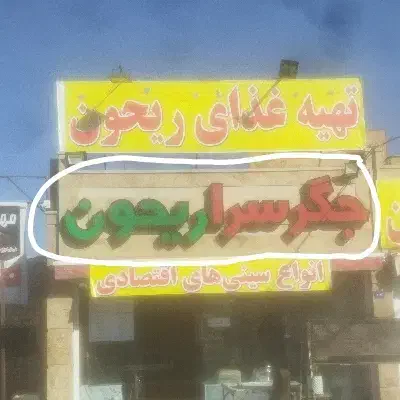 تهیه غذای ریحون
جگرسرا ریحون
انواع سینی‌های اقتصادی